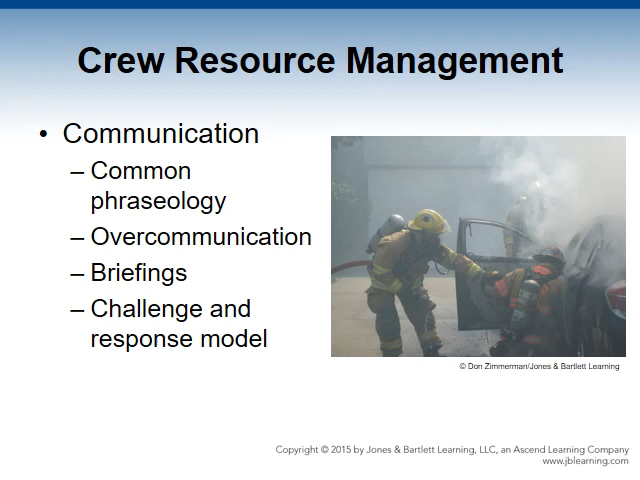 Crew Resource Management
• Communication
– Common
phraseology
– Overcommunication
– Briefings
– Challenge and
response model
© Don Zimmerman/Jones & Bartlett Learning
Copyright © 2015 by Jones & Bartlett Learning, LLC, an Ascend Learning Company
www.jblearning.com